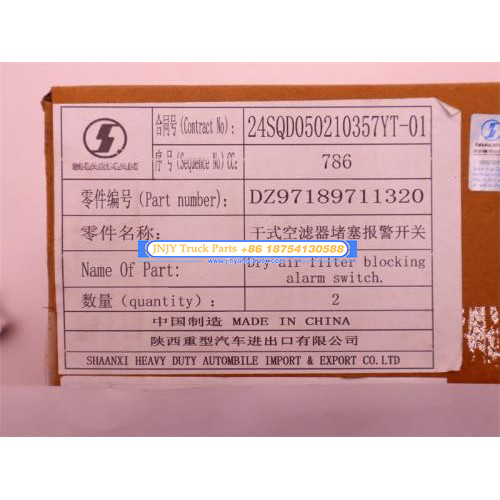 SHACMAN
合同号(Contract No): 24SQD050210357YT-01
序 号(Sequence No) CC: 786
零件编号(Part number): DZ97189711320
零件名称: 干式空滤器堵塞报警开关
JNJY Truck Parts +86 18754130588
Name Of Part: Dry air filter blocking
alarm switch.
数量(quantity): 2
中国制造 MADE IN CHINA
陕西重型汽车进出口有限公司
SHAANXI HEAVY DUTY AUTOMBILE IMPORT & EXPORT CO.LTD